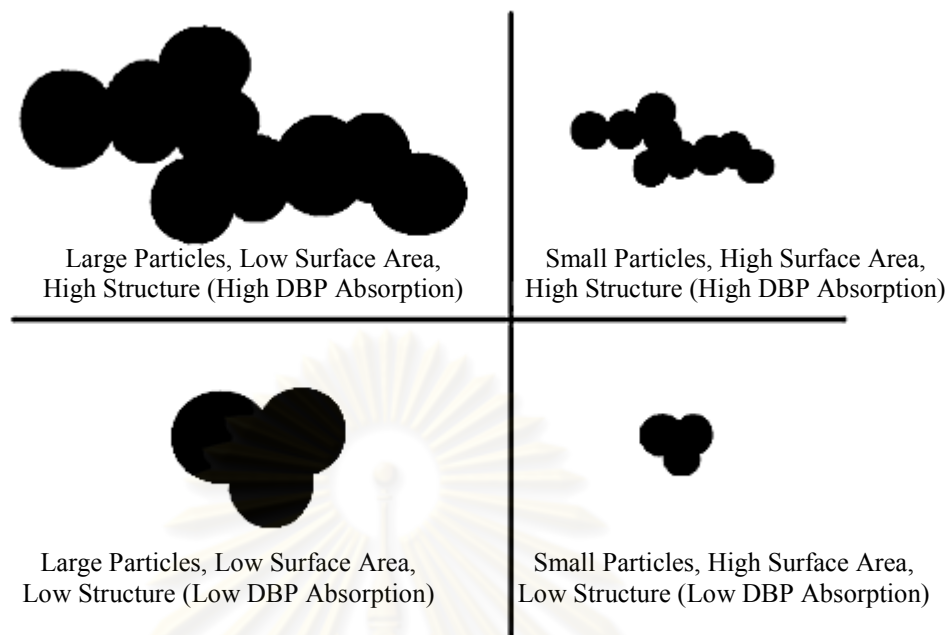 Large Particles, Low Surface Area,
High Structure (High DBP Absorption)
Small Particles, High Surface Area,
High Structure (High DBP Absorption)
Large Particles, Low Surface Area,
Low Structure (Low DBP Absorption)
Small Particles, High Surface Area,
Low Structure (Low DBP Absorption)